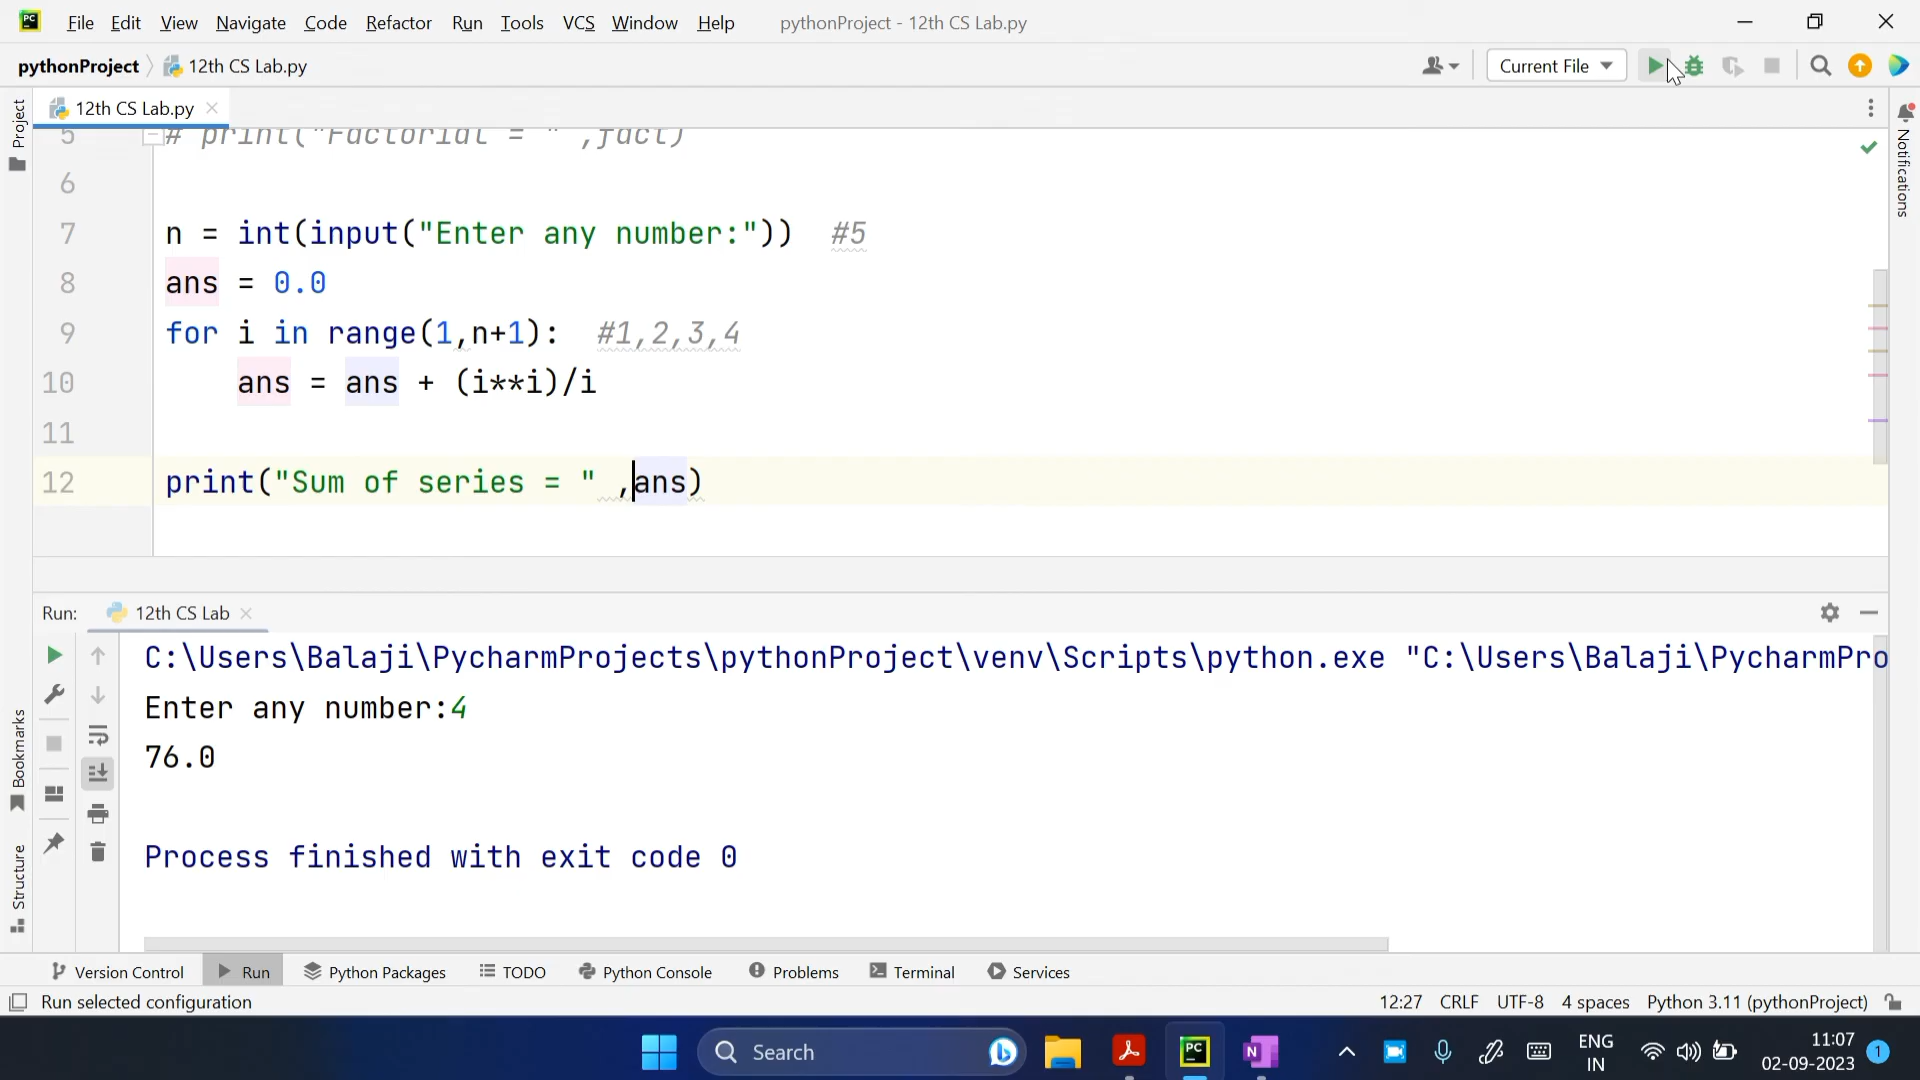 File Edit View Navigate Code Refactor Run Tools VCS Window Help pythonProject - 12th CS Lab.py
pythonProject 12th CS Lab.py Current File
12th CS Lab.py
Project
Notifications
5 # print("Factorial = " ,fact)
6
7 n = int(input("Enter any number:")) #5
8 ans = 0.0
9 for i in range(1,n+1): #1,2,3,4
10 ans = ans + (i**i)/i
11
12 print("Sum of series = " ,ans)
Run: 12th CS Lab
C:\Users\Balaji\PycharmProjects\pythonProject\venv\Scripts\python.exe "C:\Users\Balaji\PycharmPro
Enter any number:4
76.0
Process finished with exit code 0
Bookmarks
Structure
Version Control Run Python Packages TODO Python Console Problems Terminal Services
Run selected configuration 12:27 CRLF UTF-8 4 spaces Python 3.11 (pythonProject)
Search
ENG
IN
11:07
02-09-2023
1